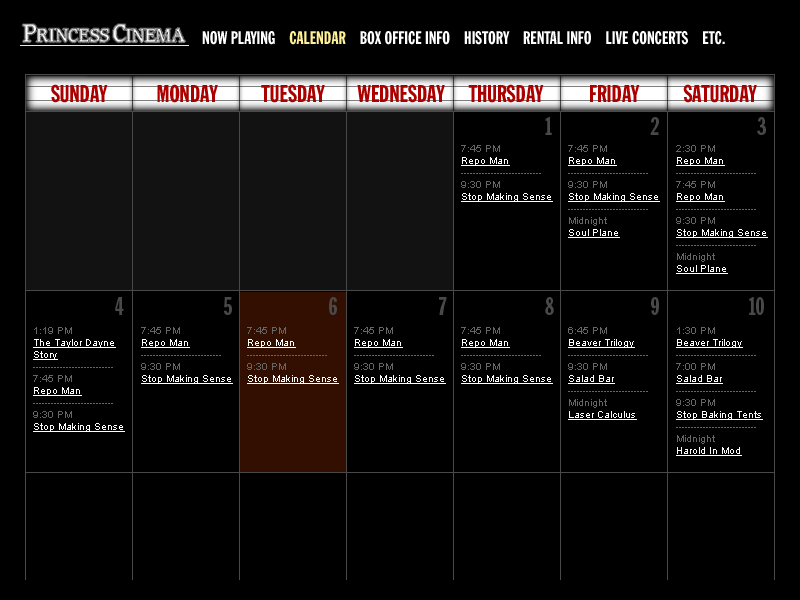 PRINCESS CINEMA NOW PLAYING CALENDAR BOX OFFICE INFO HISTORY RENTAL INFO LIVE CONCERTS ETC.
SUNDAY MONDAY TUESDAY WEDNESDAY THURSDAY FRIDAY SATURDAY
1
7:45 PM
Repo Man
9:30 PM
Stop Making Sense
2
7:45 PM
Repo Man
9:30 PM
Stop Making Sense
Midnight
Soul Plane
3
2:30 PM
Repo Man
7:45 PM
Repo Man
9:30 PM
Stop Making Sense
Midnight
Soul Plane
4
1:19 PM
The Taylor Dayne
Story
7:45 PM
Repo Man
9:30 PM
Stop Making Sense
5
7:45 PM
Repo Man
9:30 PM
Stop Making Sense
6
7:45 PM
Repo Man
9:30 PM
Stop Making Sense
7
7:45 PM
Repo Man
9:30 PM
Stop Making Sense
8
7:45 PM
Repo Man
9:30 PM
Stop Making Sense
9
6:45 PM
Beaver Trilogy
9:30 PM
Salad Bar
Midnight
Laser Calculus
10
1:30 PM
Beaver Trilogy
7:00 PM
Salad Bar
9:30 PM
Stop Baking Tents
Midnight
Harold In Mod